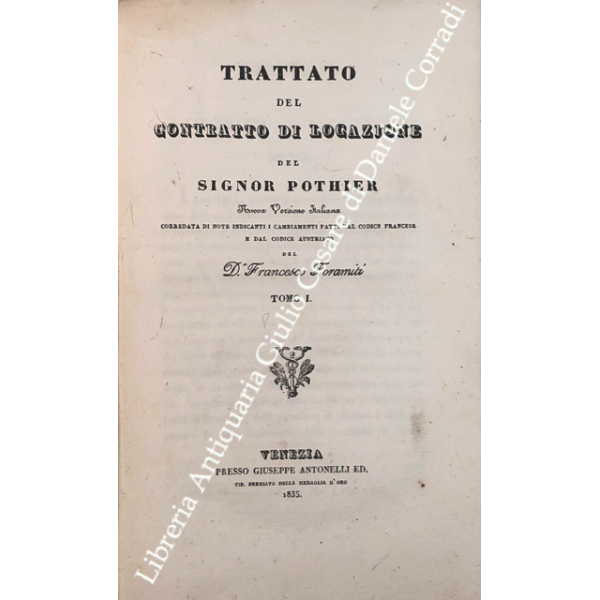 TRATTATO
DEL
CONTRATTO DI LOCAZIONE
DEL
SIGNOR POTHIER
Nuova Versione Italiana
CORREDATA DI NOTE INDICANTI I CAMBIAMENTI FATTI DAL CODICE FRANCESE
E DAL CODICE AUSTRIACO
DEL
D.r Francesco Foramiti
TOMO I.
VENEZIA
PRESSO GIUSEPPE ANTONELLI ED.
TIP. PREMIATO DELLA MEDAGLIA D'ORO
1835.
Libreria Antiquaria Giulio Cesare di Daniele Corradi